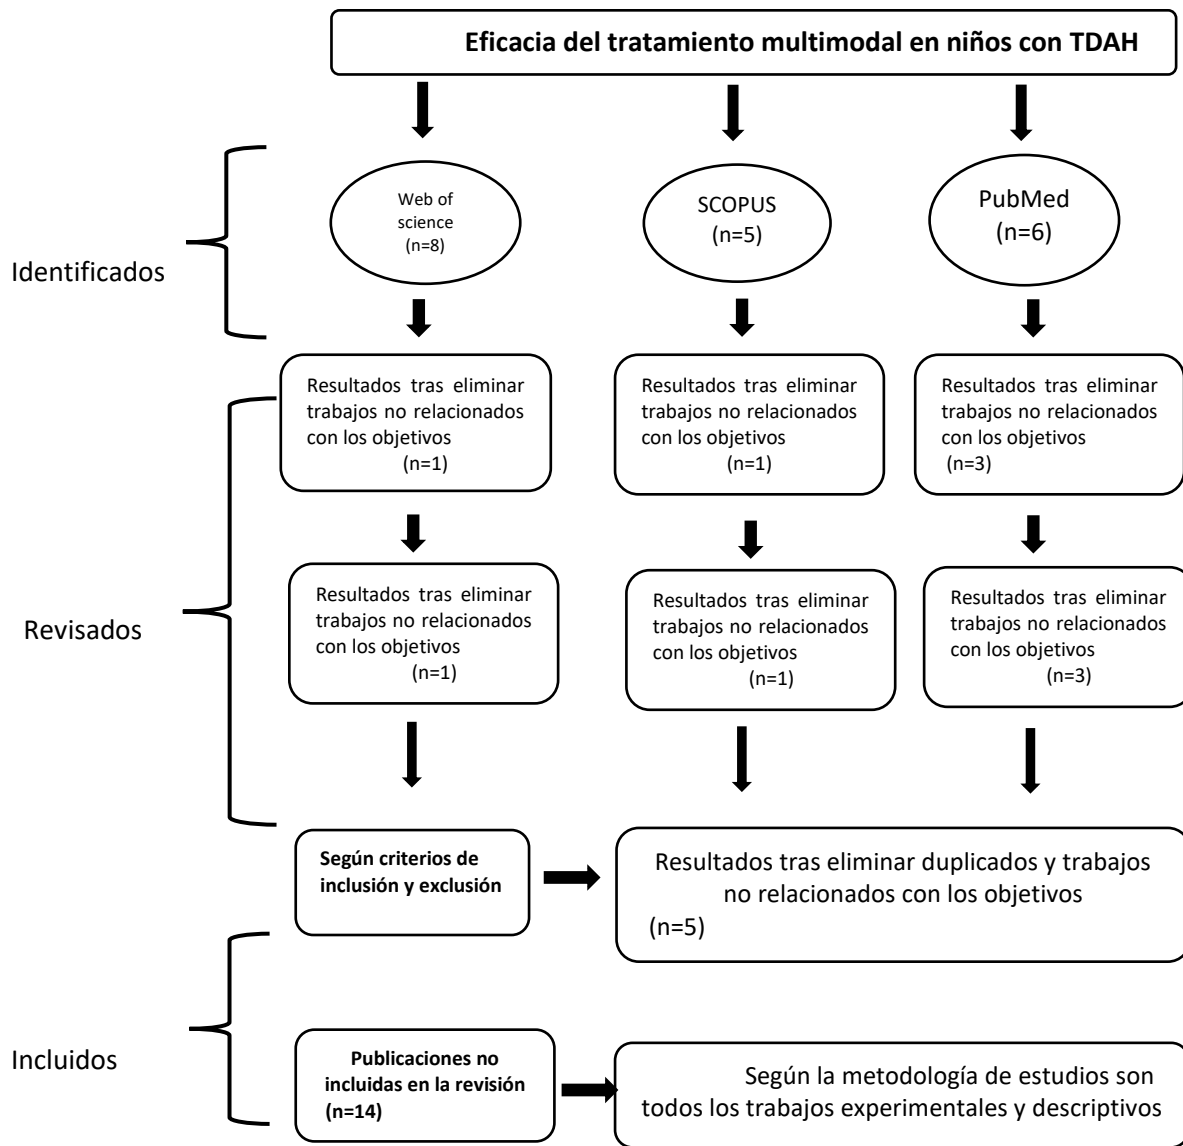 Eficacia del tratamiento multimodal en niños con TDAH
Identificados
Web of
science
(n=8)
SCOPUS
(n=5)
PubMed
(n=6)
Revisados
Resultados tras eliminar
trabajos no relacionados
con los objetivos
(n=1)
Resultados tras eliminar
trabajos no relacionados
con los objetivos
(n=1)
Resultados tras eliminar
trabajos no relacionados
con los objetivos
(n=3)
Resultados tras eliminar
trabajos no relacionados
con los objetivos
(n=1)
Resultados tras eliminar
trabajos no relacionados
con los objetivos
(n=1)
Resultados tras eliminar
trabajos no relacionados
con los objetivos
(n=3)
Según criterios de
inclusión y exclusión
Resultados tras eliminar duplicados y trabajos
no relacionados con los objetivos
(n=5)
Incluidos
Publicaciones no
incluidas en la revisión
(n=14)
Según la metodología de estudios son
todos los trabajos experimentales y descriptivos